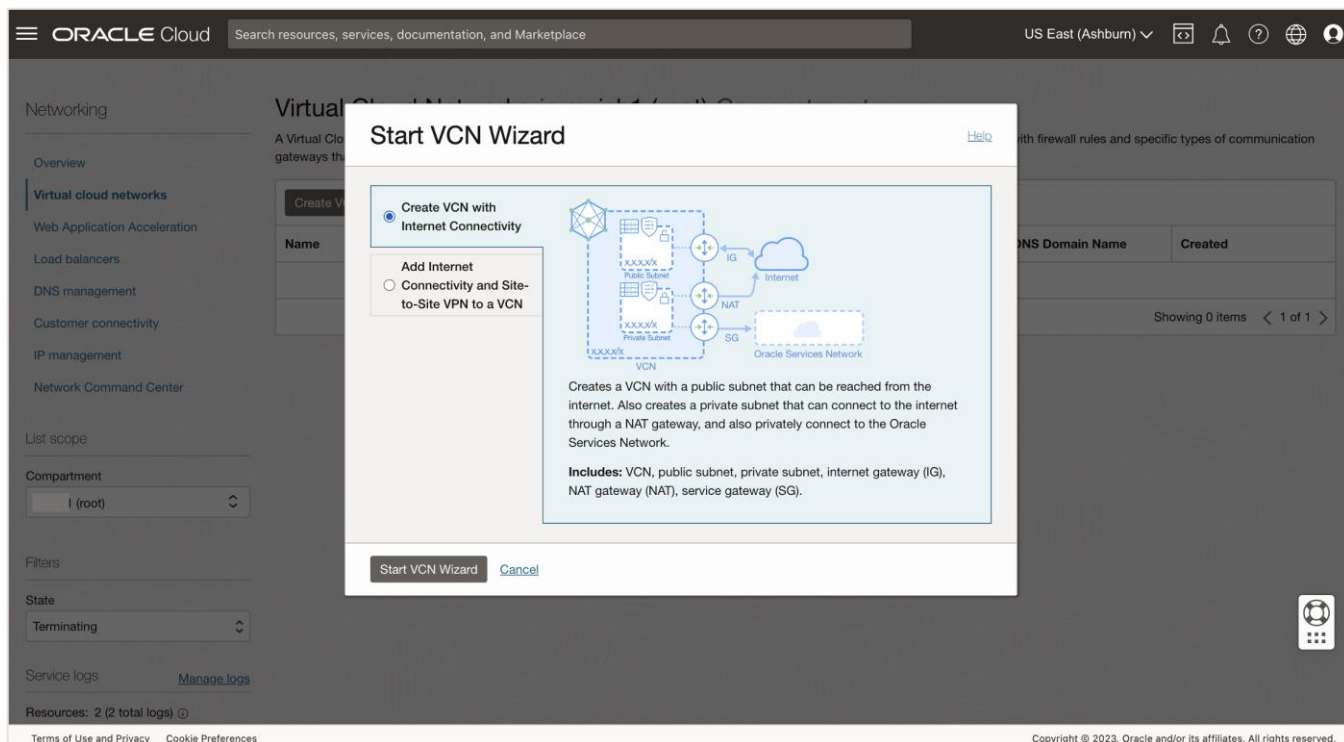 ORACLE Cloud
Search resources, services, documentation, and Marketplace
US East (Ashburn)
Networking
Overview
Virtual cloud networks
Web Application Acceleration
Load balancers
DNS management
Customer connectivity
IP management
Network Command Center
List scope
Compartment
(root)
Filters
State
Terminating
Service logs
Manage logs
Resources: 2 (2 total logs)
Virtual
A Virtual Clo
ith firewall rules and specific types of communication
gateways th
Create V
Name
DNS Domain Name
Created
Showing 0 items < 1 of 1 >
Start VCN Wizard
Help
Create VCN with
Internet Connectivity
Add Internet
Connectivity and Site-
to-Site VPN to a VCN
x.x.x.x/x
Public Subnet
IG
Internet
NAT
x.x.x.x/x
Private Subnet
SG
Oracle Services Network
x.x.x.x/x
VCN
Creates a VCN with a public subnet that can be reached from the
internet. Also creates a private subnet that can connect to the internet
through a NAT gateway, and also privately connect to the Oracle
Services Network.
Includes: VCN, public subnet, private subnet, internet gateway (IG),
NAT gateway (NAT), service gateway (SG).
Start VCN Wizard
Cancel
Terms of Use and Privacy Cookie Preferences
Copyright © 2023, Oracle and/or its affiliates. All rights reserved.